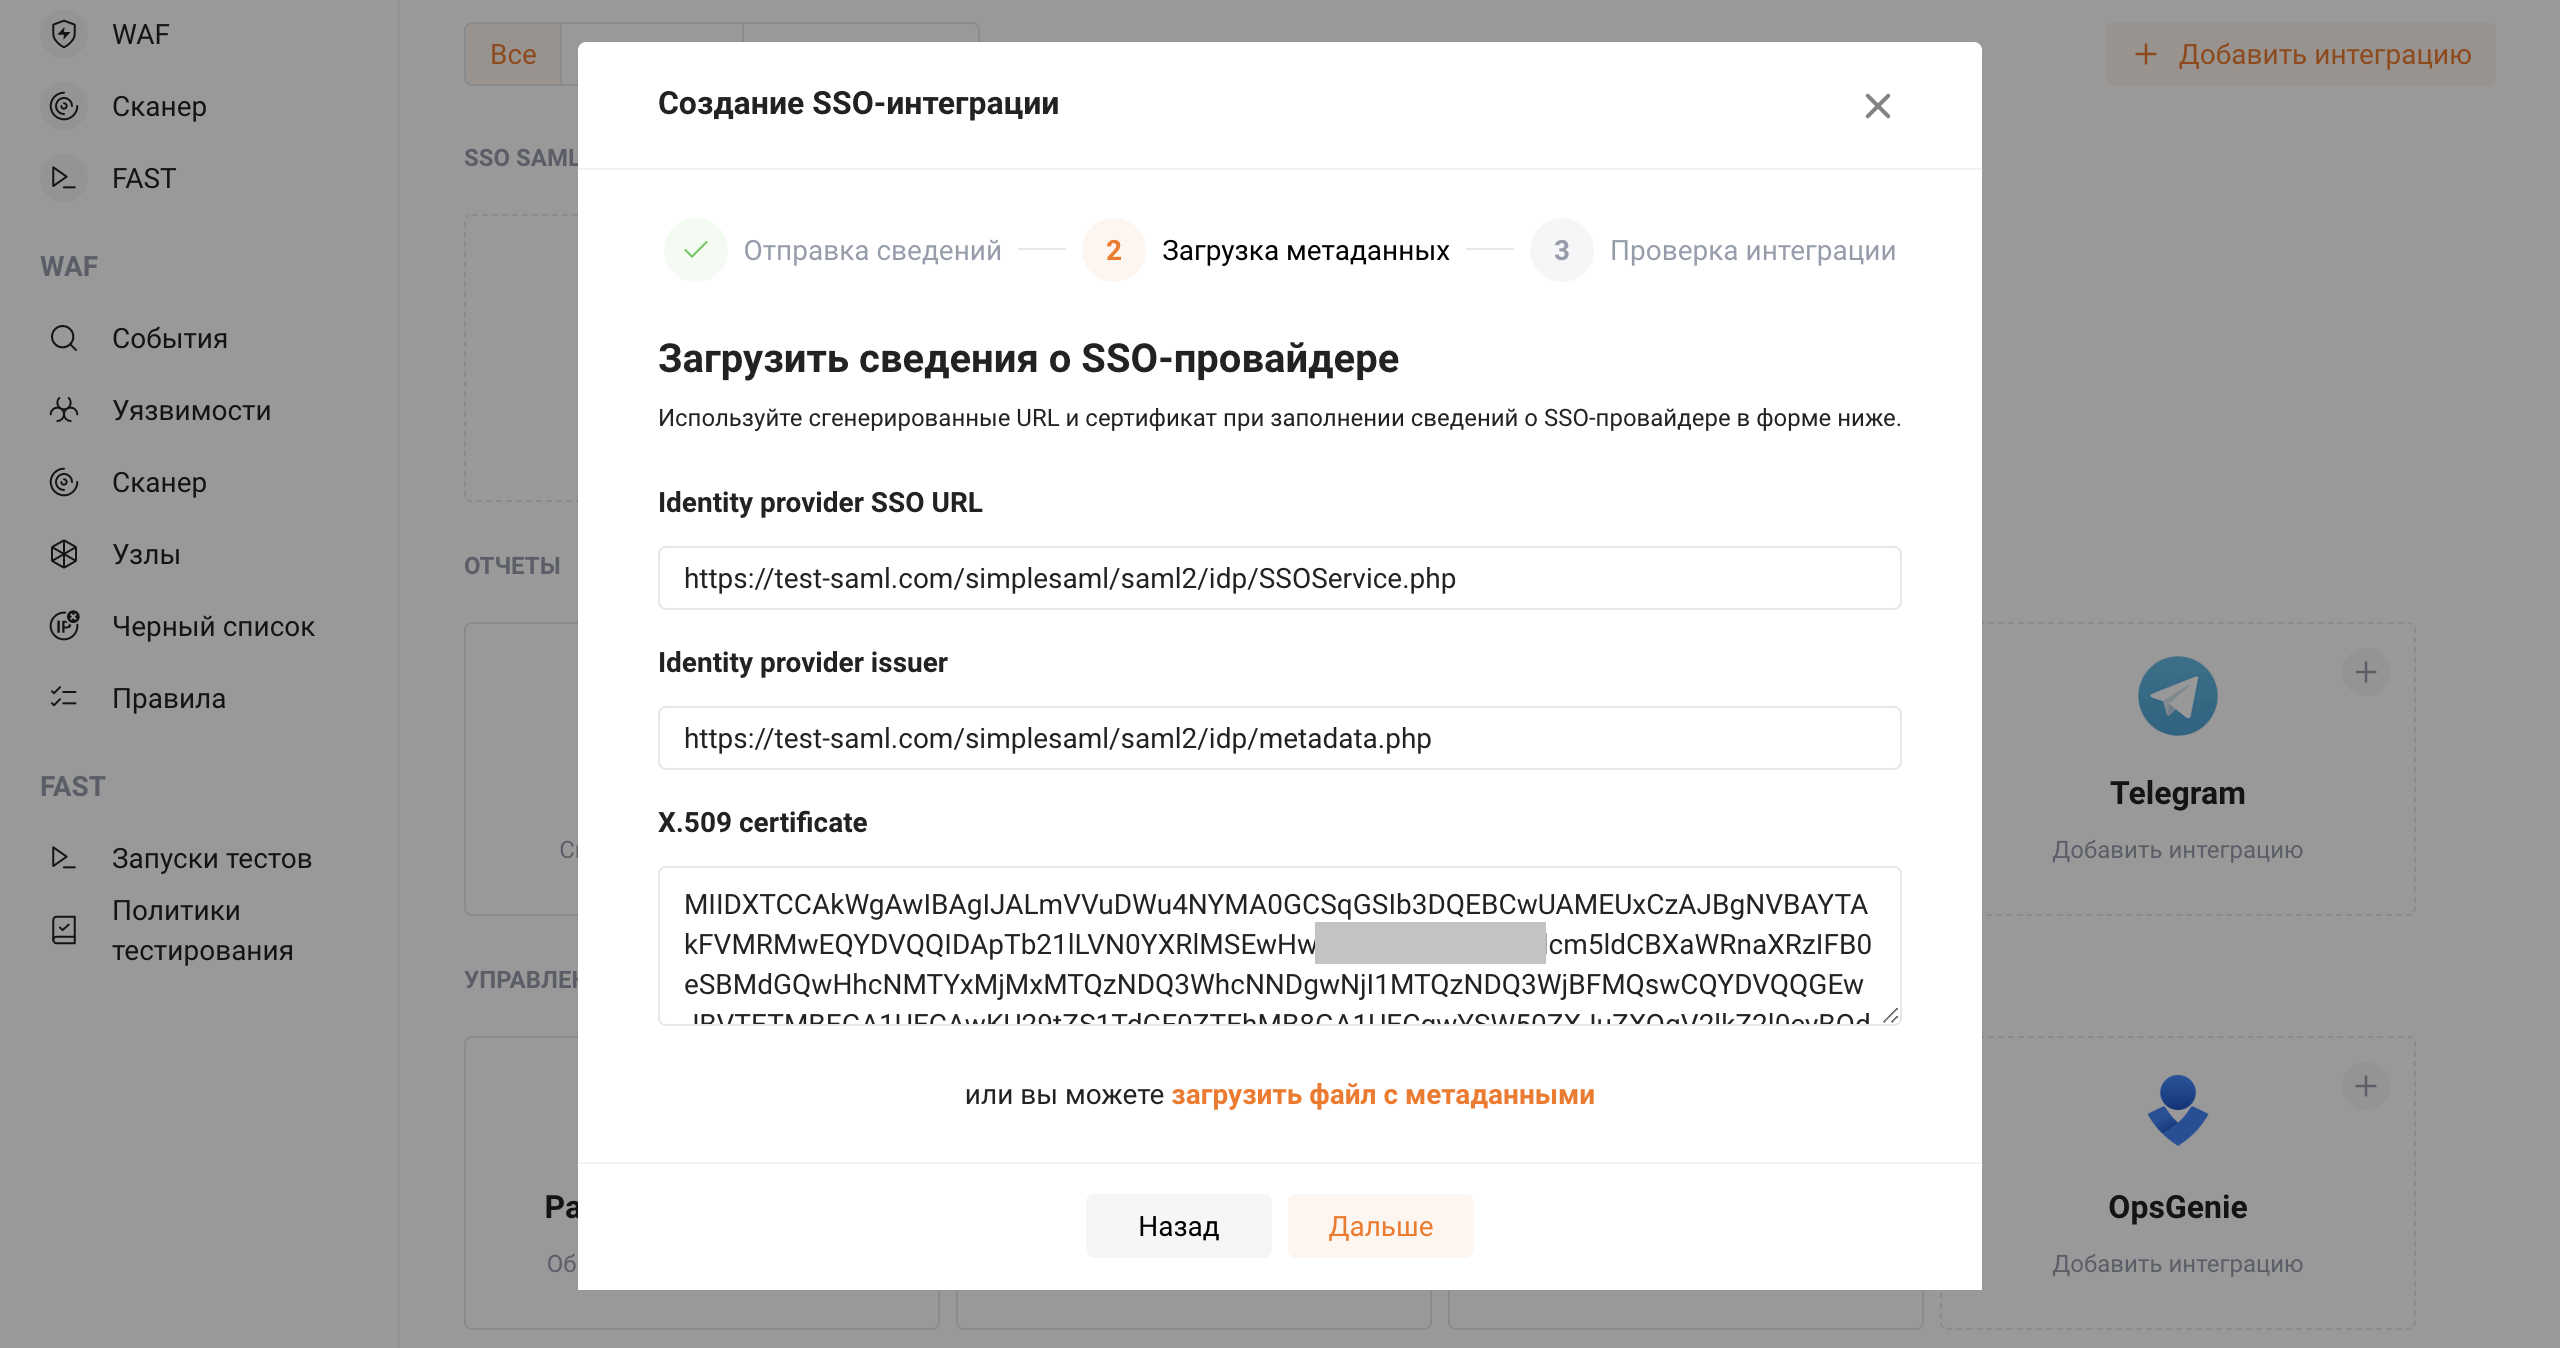 WAF
Сканер
FAST
WAF
События
Уязвимости
Сканер
Узлы
Черный список
Правила
FAST
Запуски тестов
Политики
тестирования
Все
Добавить интеграцию
SSO SAML
ОТЧЕТЫ
Создание SSO-интеграции
Отправка сведений
2 Загрузка метаданных
3 Проверка интеграции
Загрузить сведения о SSO-провайдере
Используйте сгенерированные URL и сертификат при заполнении сведений о SSO-провайдере в форме ниже.
Identity provider SSO URL
https://test-saml.com/simplesaml/saml2/idp/SSOService.php
Identity provider issuer
https://test-saml.com/simplesaml/saml2/idp/metadata.php
X.509 certificate
MIIDXTCCAkWgAwIBAgIJALmVVuDWu4NYMA0GCSqGSIb3DQEBCwUAMEUxCzAJBgNVBAYTA
kFVMRMwEQYDVQQIDApTb21lLVN0YXRlMSEwHw cm5ldCBXaWRnaXRzIFB0
eSBMdGQwHhcNMTYxMjMxMTQzNDQ3WhcNNDgwNjI1MTQzNDQ3WjBFMQswCQYDVQQGEw
или вы можете загрузить файл с метаданными
Назад
Дальше
Telegram
Добавить интеграцию
OpsGenie
Добавить интеграцию